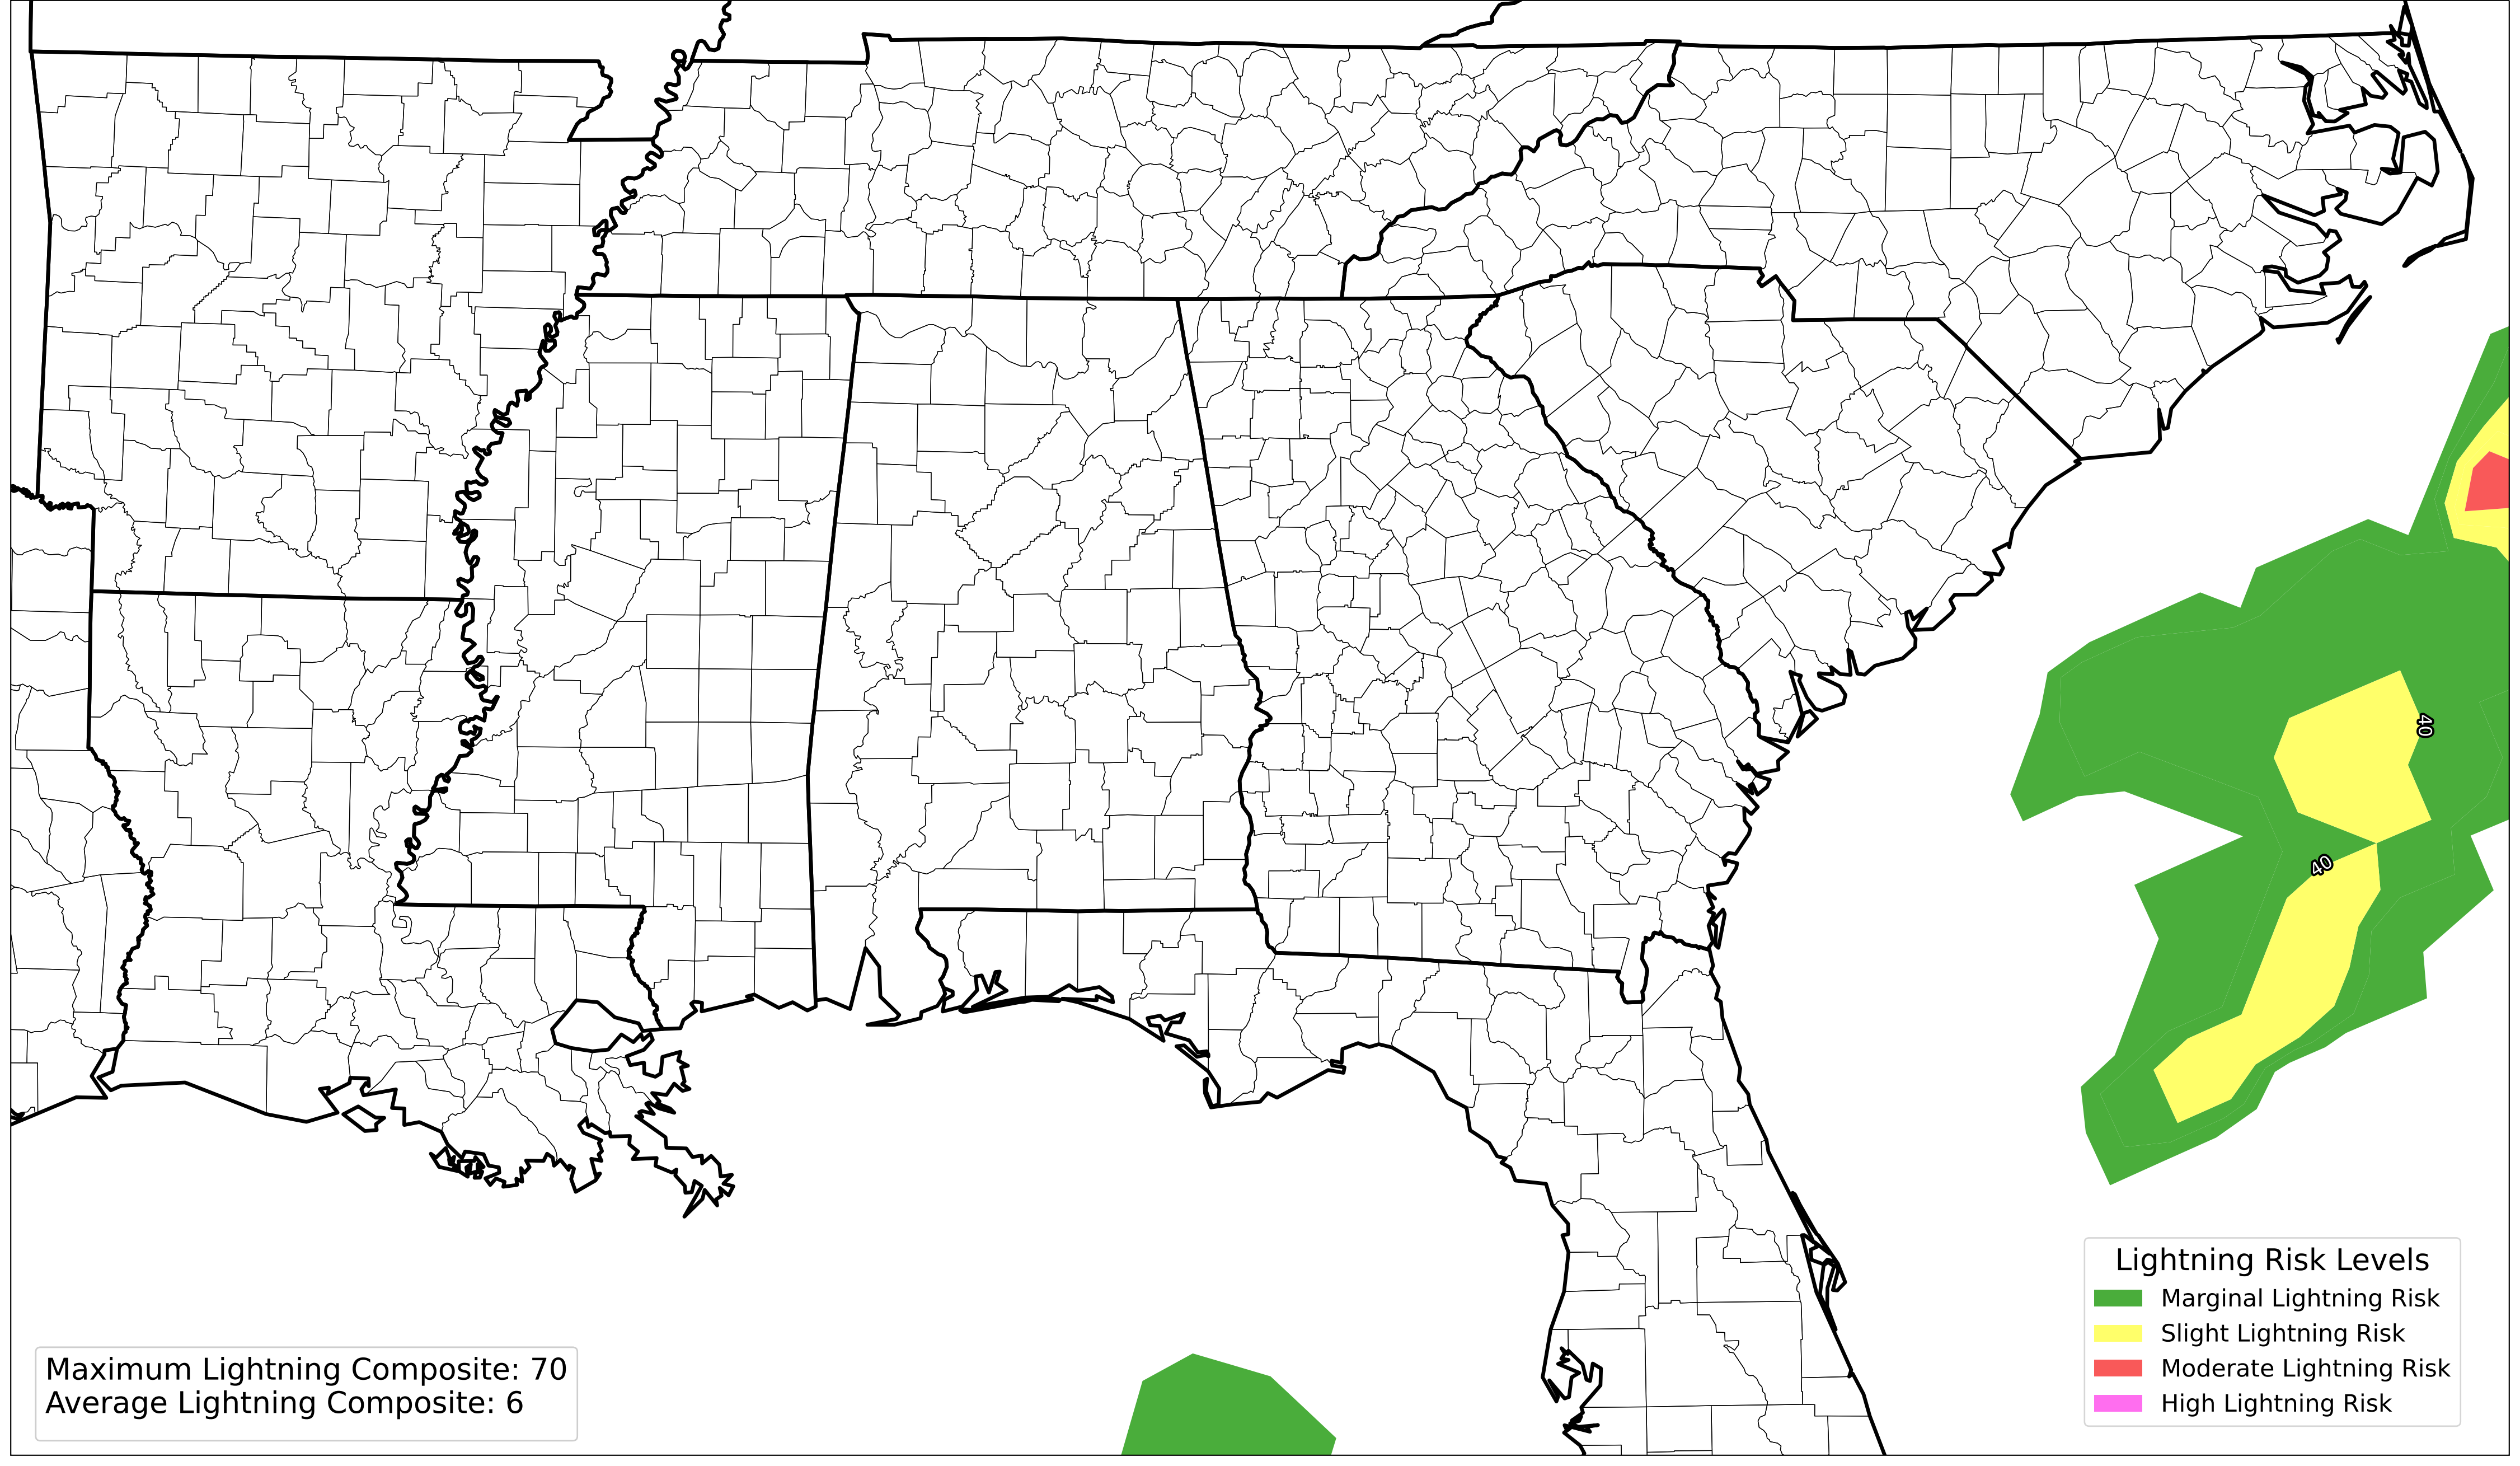 40
40
Lightning Risk Levels
Marginal Lightning Risk
Slight Lightning Risk
Moderate Lightning Risk
High Lightning Risk
Maximum Lightning Composite: 70
Average Lightning Composite: 6